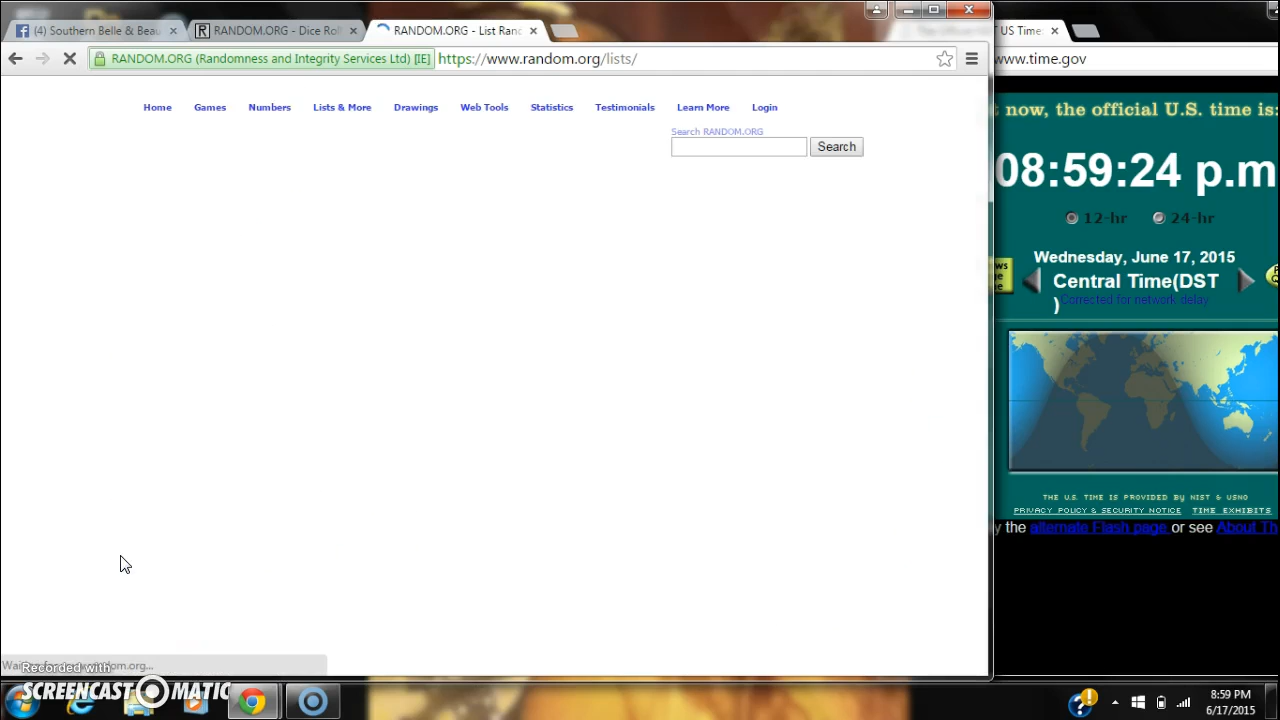 (4) Southern Belle & Beau
RANDOM.ORG - Dice Roll
RANDOM.ORG - List Ran
US Time
RANDOM.ORG (Randomness and Integrity Services Ltd) [IE]
https://www.random.org/lists/
www.time.gov
Home Games Numbers Lists & More Drawings Web Tools Statistics Testimonials Learn More Login
Search RANDOM.ORG
Search
now, the official U.S. time is:
08:59:24 p.m
12-hr 24-hr
Wednesday, June 17, 2015
Central Time(DST
)Corrected for network delay
THE U.S. TIME IS PROVIDED BY NIST & USNO
PRIVACY POLICY & SECURITY NOTICE TIME EXHIBITS
the alternate Flash page or see About Th
Recorded with
SCREENCAST MATIC
8:59 PM
6/17/2015